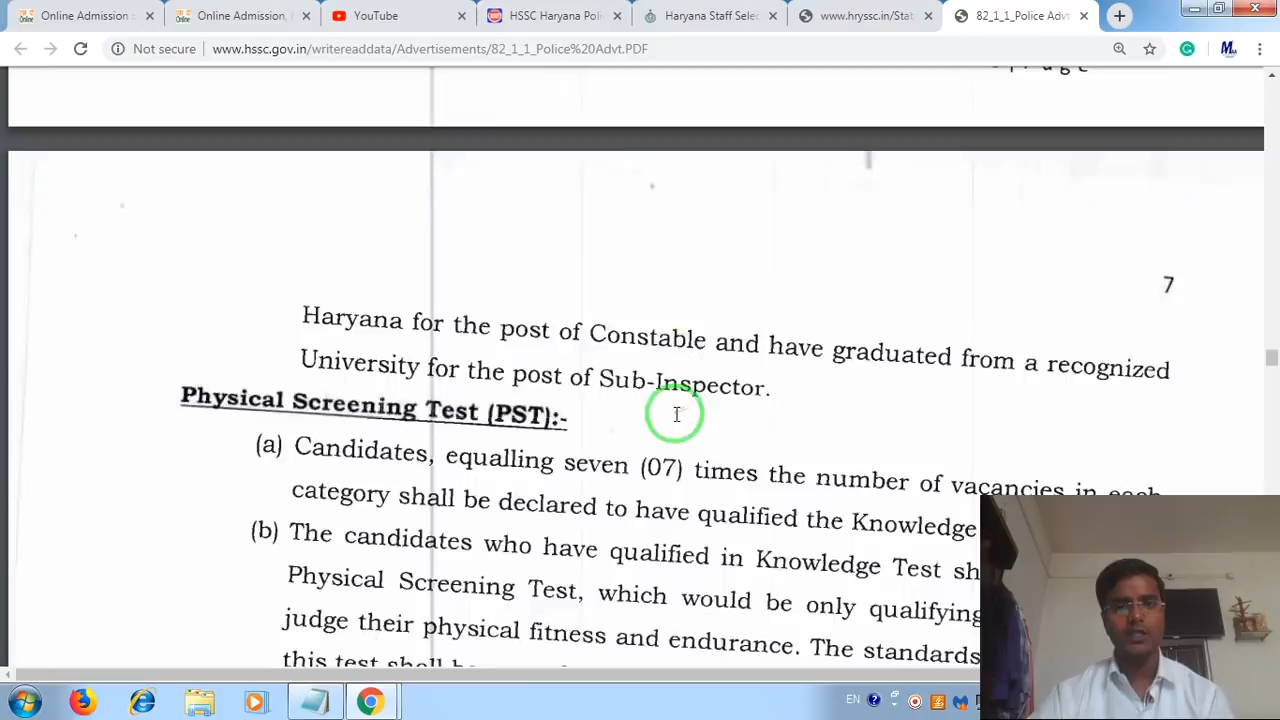 Online Admission
Online Admission,
YouTube
HSSC Haryana Poli
Haryana Staff Selec
www.hryssc.in/Stat
82_1_1_Police Advt.
Not secure
www.hssc.gov.in/writereaddata/Advertisements/82_1_1_Police%20Advt.PDF
7
Haryana for the post of Constable and have graduated from a recognized
University for the post of Sub-Inspector.
Physical Screening Test (PST):-
(a) Candidates, equalling seven (07) times the number of vacancies in each
category shall be declared to have qualified the Knowledge
(b) The candidates who have qualified in Knowledge Test sh
Physical Screening Test, which would be only qualifying
judge their physical fitness and endurance. The standards
this test shall
EN